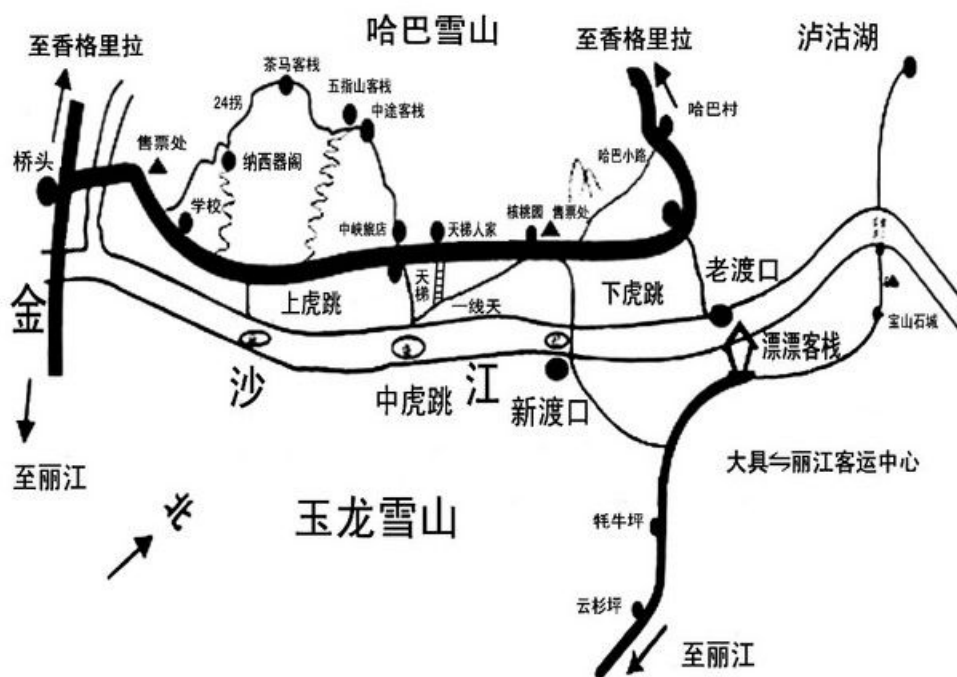 哈巴雪山
至香格里拉
至香格里拉
泸沽湖
茶马客栈
五指山客栈
中途客栈
24拐
哈巴村
售票处
纳西器阁
哈巴小路
桥头
学校
核桃园
售票处
中峡旅店
天梯人家
天梯
一线天
上虎跳
下虎跳
老渡口
宝山石城
金
沙
江
中虎跳
新渡口
漂漂客栈
至丽江
大具⇋丽江客运中心
北
玉龙雪山
牦牛坪
云杉坪
至丽江